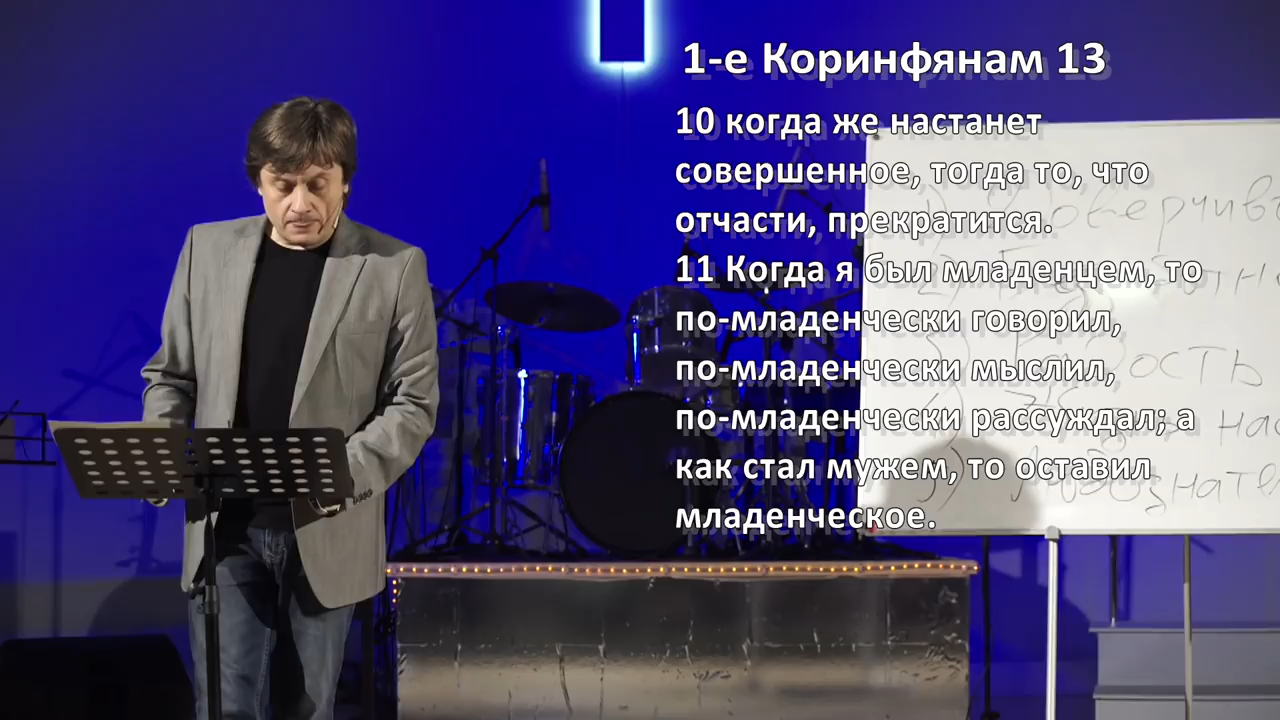 1-е Коринфянам 13
10 когда же настанет
совершенное, тогда то, что
отчасти, прекратится.
11 Когда я был младенцем, то
по-младенчески говорил,
по-младенчески мыслил,
по-младенчески рассуждал; а
как стал мужем, то оставил
младенческое.